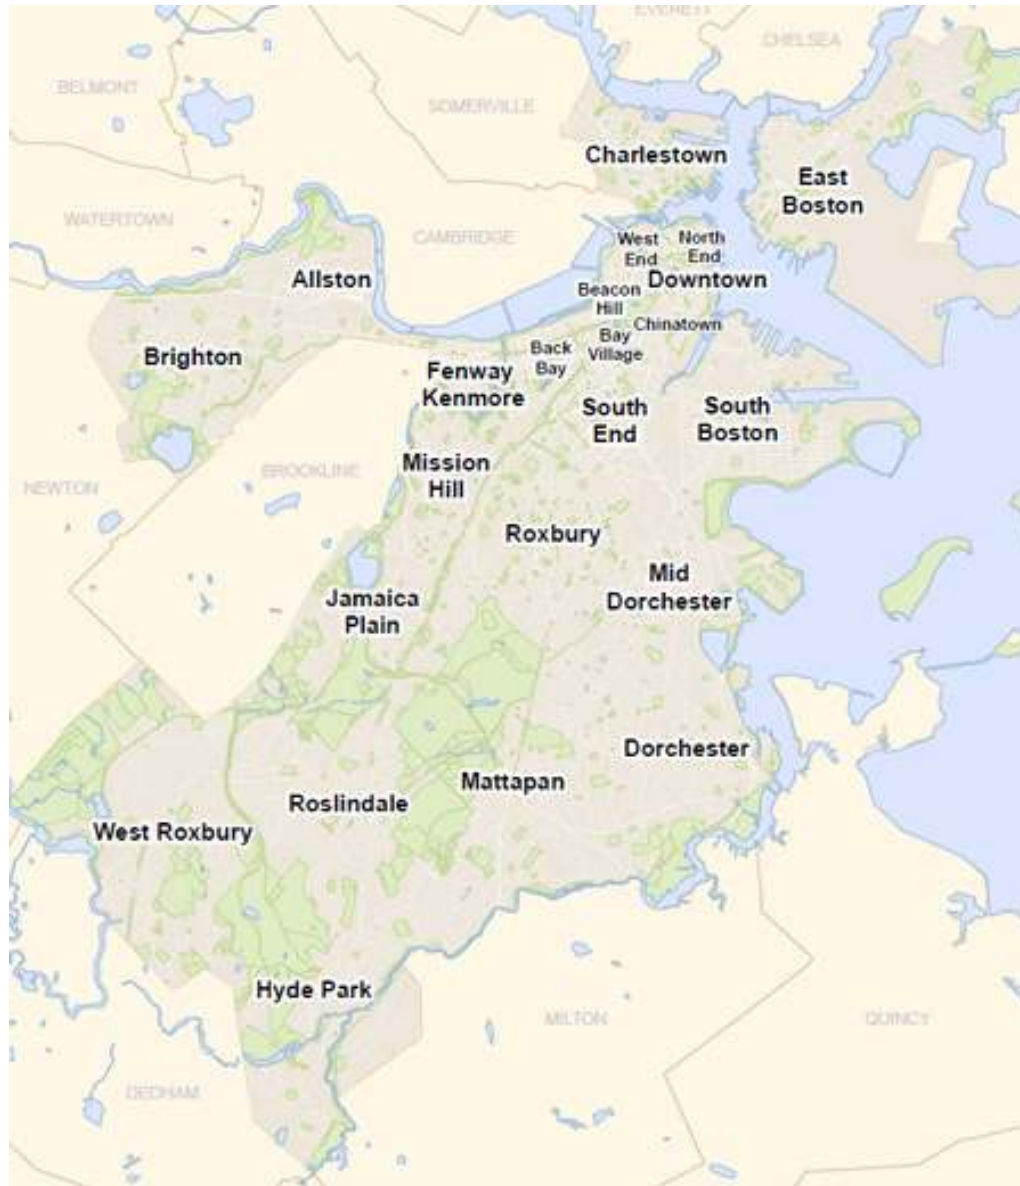 EVERETT
CHELSEA
BELMONT
SOMERVILLE
Charlestown
East
Boston
WATERTOWN
CAMBRIDGE
West
End
North
End
Allston
Downtown
Beacon
Hill
Chinatown
Bay
Village
Brighton
Back
Bay
Fenway
Kenmore
South
End
South
Boston
Mission
Hill
BROOKLINE
NEWTON
Roxbury
Mid
Dorchester
Jamaica
Plain
Dorchester
Mattapan
Roslindale
West Roxbury
Hyde Park
MILTON
QUINCY
DEDHAM